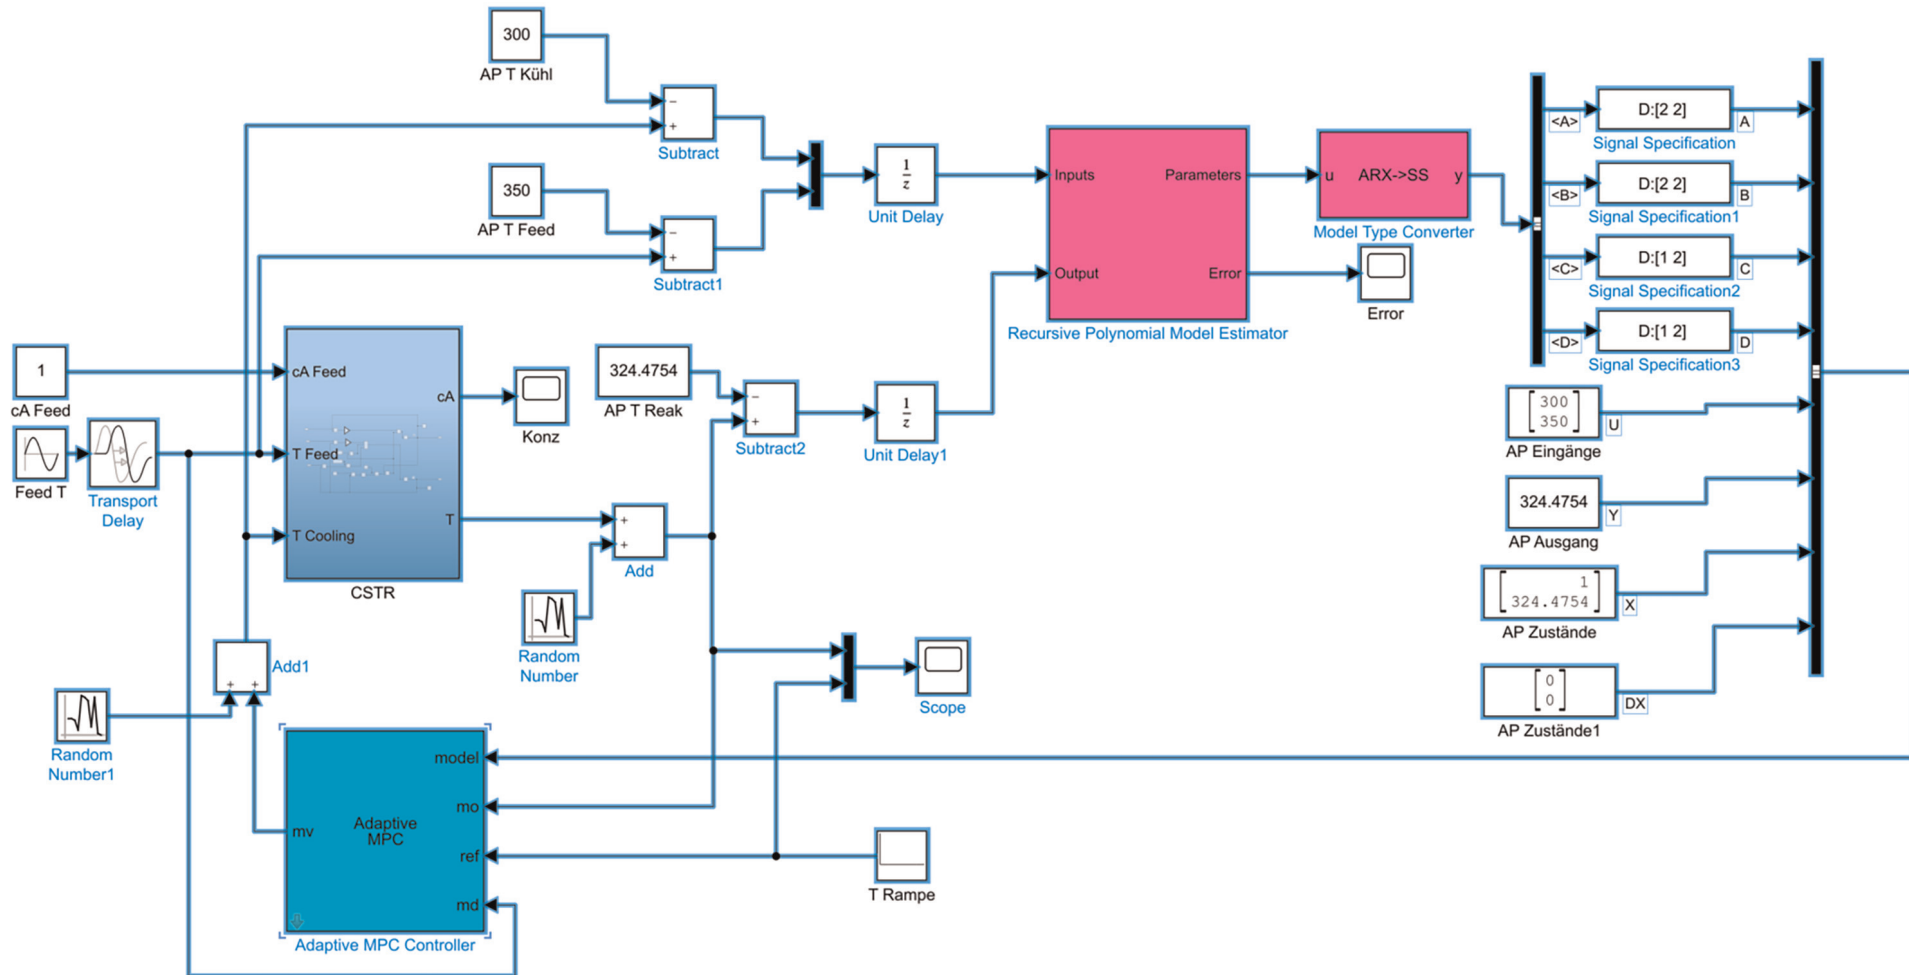 300
AP T Kühl
−
+
Subtract
350
AP T Feed
−
+
Subtract1
1
z
Unit Delay
Inputs
Parameters
Output
Error
Recursive Polynomial Model Estimator
u ARX->SS y
Model Type Converter
Error
<A>
D:[2 2]
A
Signal Specification
<B>
D:[2 2]
B
Signal Specification1
<C>
D:[1 2]
C
Signal Specification2
<D>
D:[1 2]
D
Signal Specification3
1
cA Feed
Feed T
Transport
Delay
cA Feed
cA
T Feed
T
T Cooling
CSTR
Konz
324.4754
AP T Reak
−
+
Subtract2
1
z
Unit Delay1
300
350
U
AP Eingänge
324.4754
Y
AP Ausgang
1
324.4754
X
AP Zustände
0
0
DX
AP Zustände1
+
+
Add
Random
Number
Add1
+ +
Random
Number1
Scope
model
mo
Adaptive
MPC
mv
ref
md
Adaptive MPC Controller
T Rampe